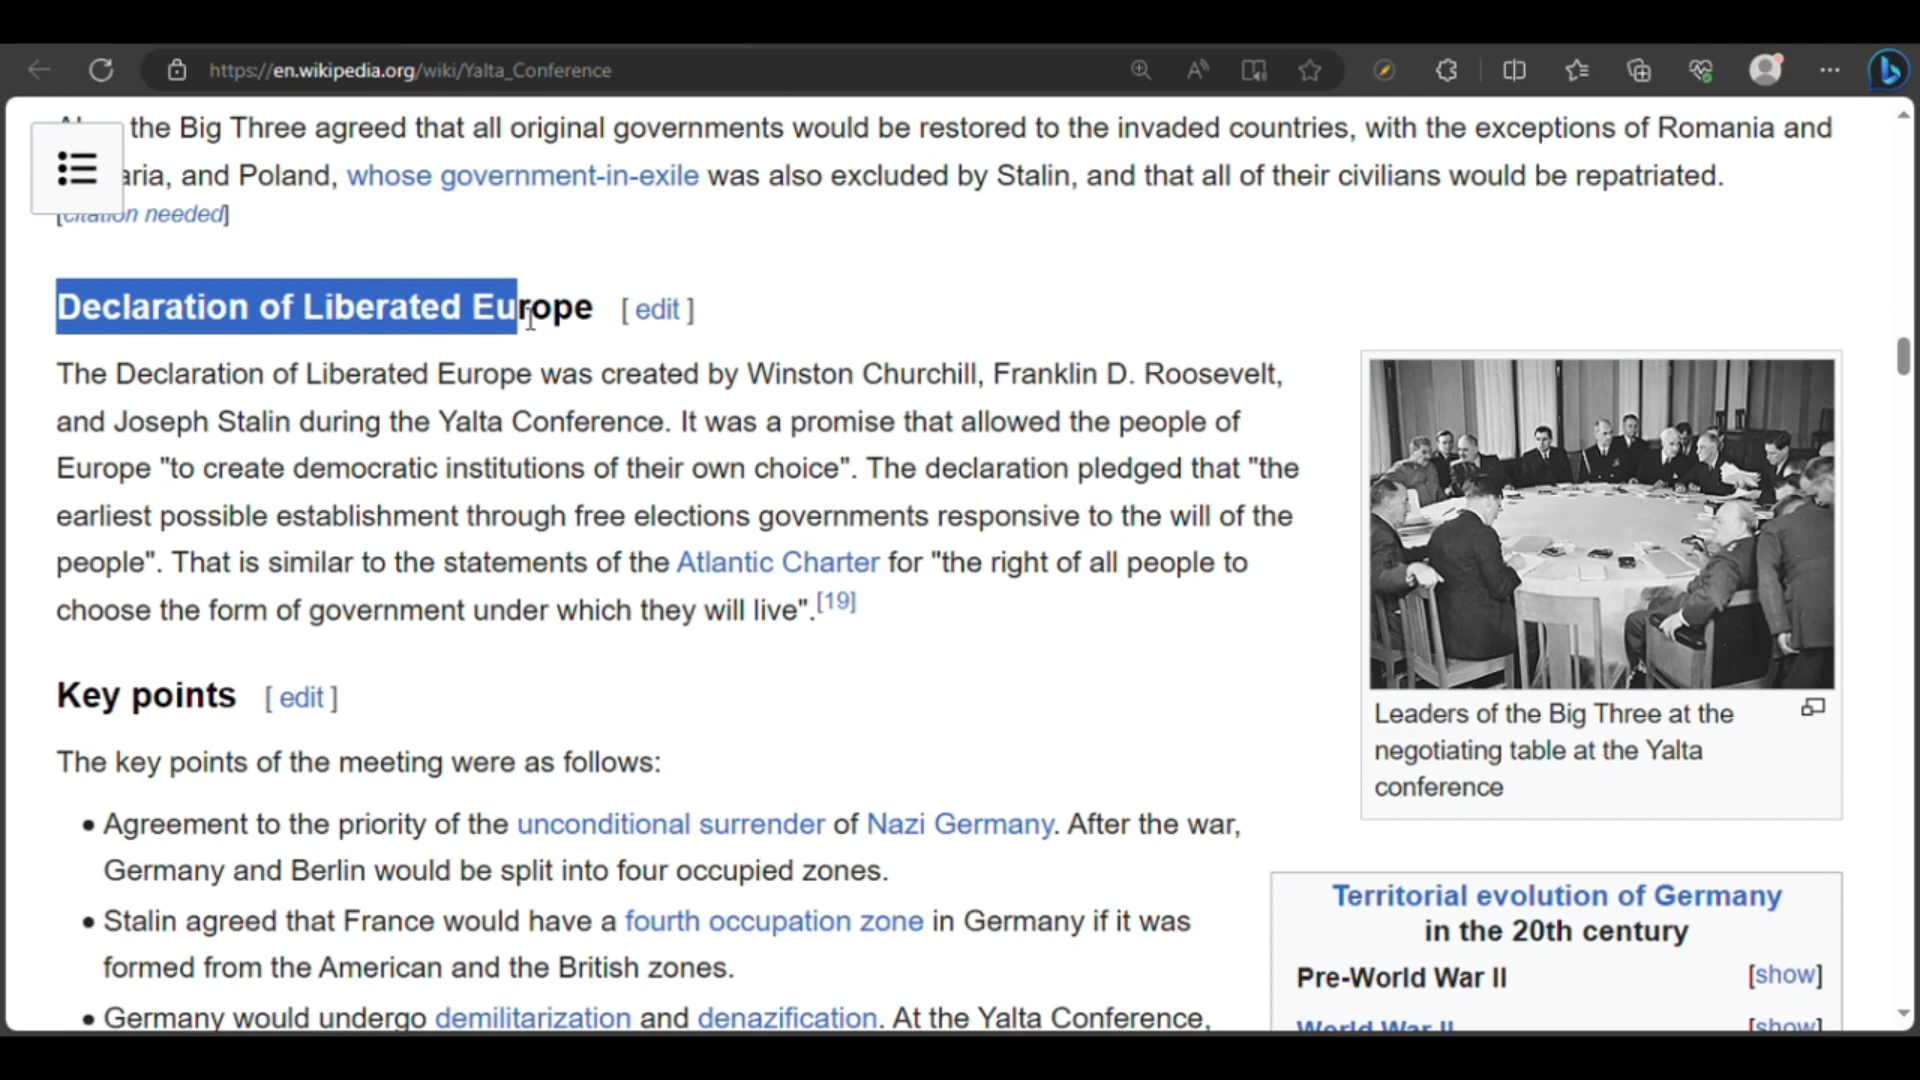 https://en.wikipedia.org/wiki/Yalta_Conference
the Big Three agreed that all original governments would be restored to the invaded countries, with the exceptions of Romania and
aria, and Poland, whose government-in-exile was also excluded by Stalin, and that all of their civilians would be repatriated.
[citation needed]
Declaration of Liberated Europe [ edit ]
The Declaration of Liberated Europe was created by Winston Churchill, Franklin D. Roosevelt,
and Joseph Stalin during the Yalta Conference. It was a promise that allowed the people of
Europe "to create democratic institutions of their own choice". The declaration pledged that "the
earliest possible establishment through free elections governments responsive to the will of the
people". That is similar to the statements of the Atlantic Charter for "the right of all people to
choose the form of government under which they will live".[19]
Leaders of the Big Three at the
negotiating table at the Yalta
conference
Key points [ edit ]
The key points of the meeting were as follows:
• Agreement to the priority of the unconditional surrender of Nazi Germany. After the war,
Germany and Berlin would be split into four occupied zones.
• Stalin agreed that France would have a fourth occupation zone in Germany if it was
formed from the American and the British zones.
• Germany would undergo demilitarization and denazification. At the Yalta Conference,
Territorial evolution of Germany
in the 20th century
Pre-World War II [show]
World War II [show]